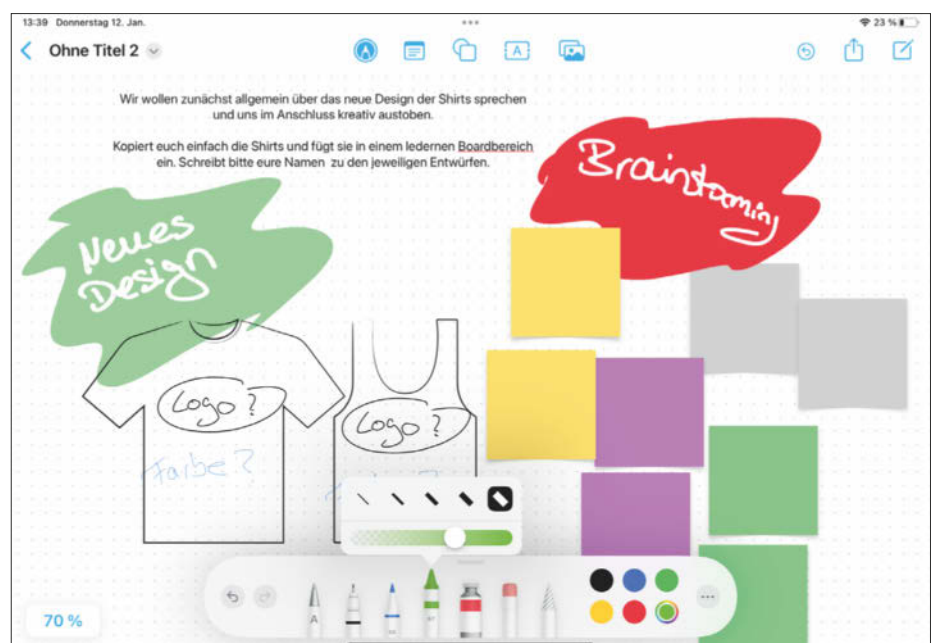 13:39 Donnerstag 12. Jan.
23 %
Ohne Titel 2
A
Wir wollen zunächst allgemein über das neue Design der Shirts sprechen
und uns im Anschluss kreativ austoben.
Kopiert euch einfach die Shirts und fügt sie in einem ledernen Boardbereich
ein. Schreibt bitte eure Namen zu den jeweiligen Entwürfen.
Brainstoming
Neues
Design
Logo?
Logo?
Farbe?
A
70 %